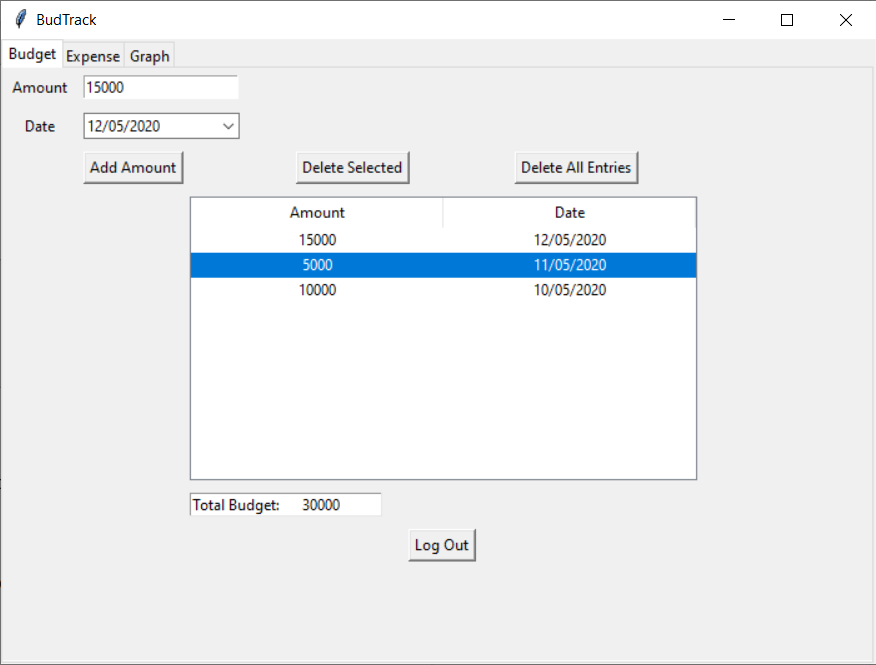 BudTrack
Budget Expense Graph
Amount 15000
Date 12/05/2020
Add Amount Delete Selected Delete All Entries
Amount Date
15000 12/05/2020
5000 11/05/2020
10000 10/05/2020
Total Budget: 30000
Log Out